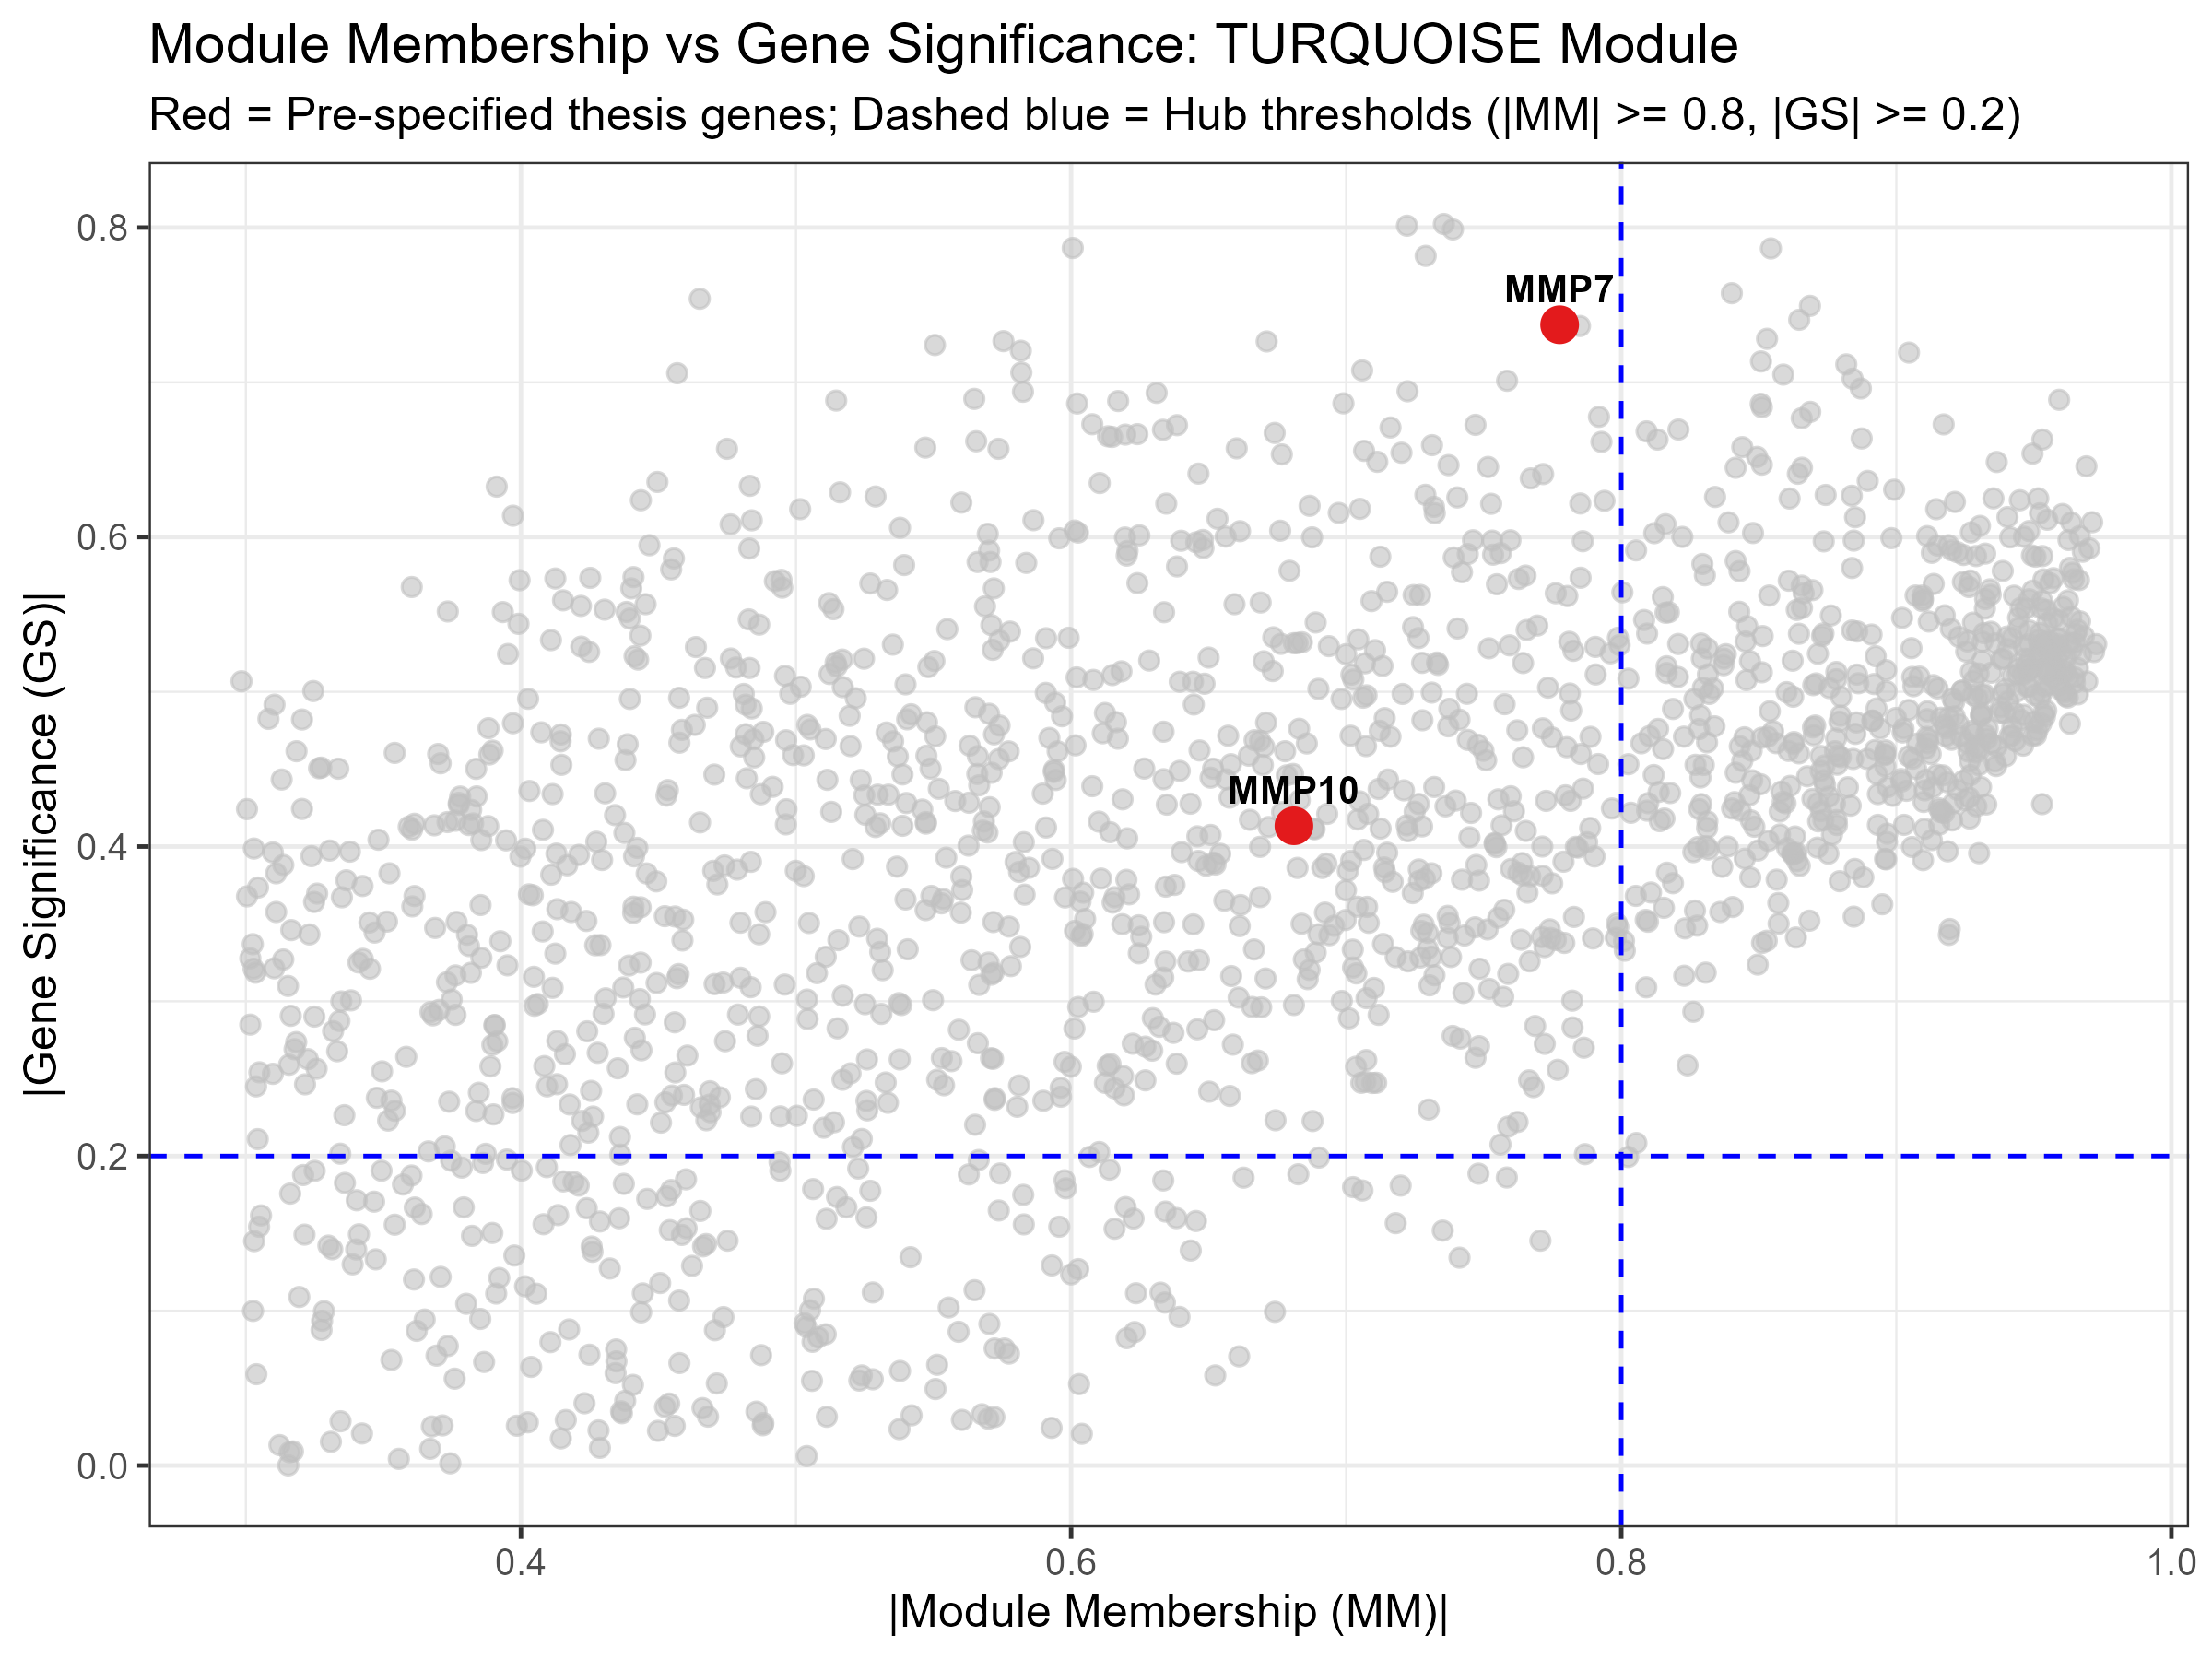 Module Membership vs Gene Significance: TURQUOISE Module
Red = Pre-specified thesis genes; Dashed blue = Hub thresholds (|MM| >= 0.8, |GS| >= 0.2)
|Gene Significance (GS)|
0.8
0.6
0.4
0.2
0.0
MMP7
MMP10
0.4
0.6
0.8
1.0
|Module Membership (MM)|